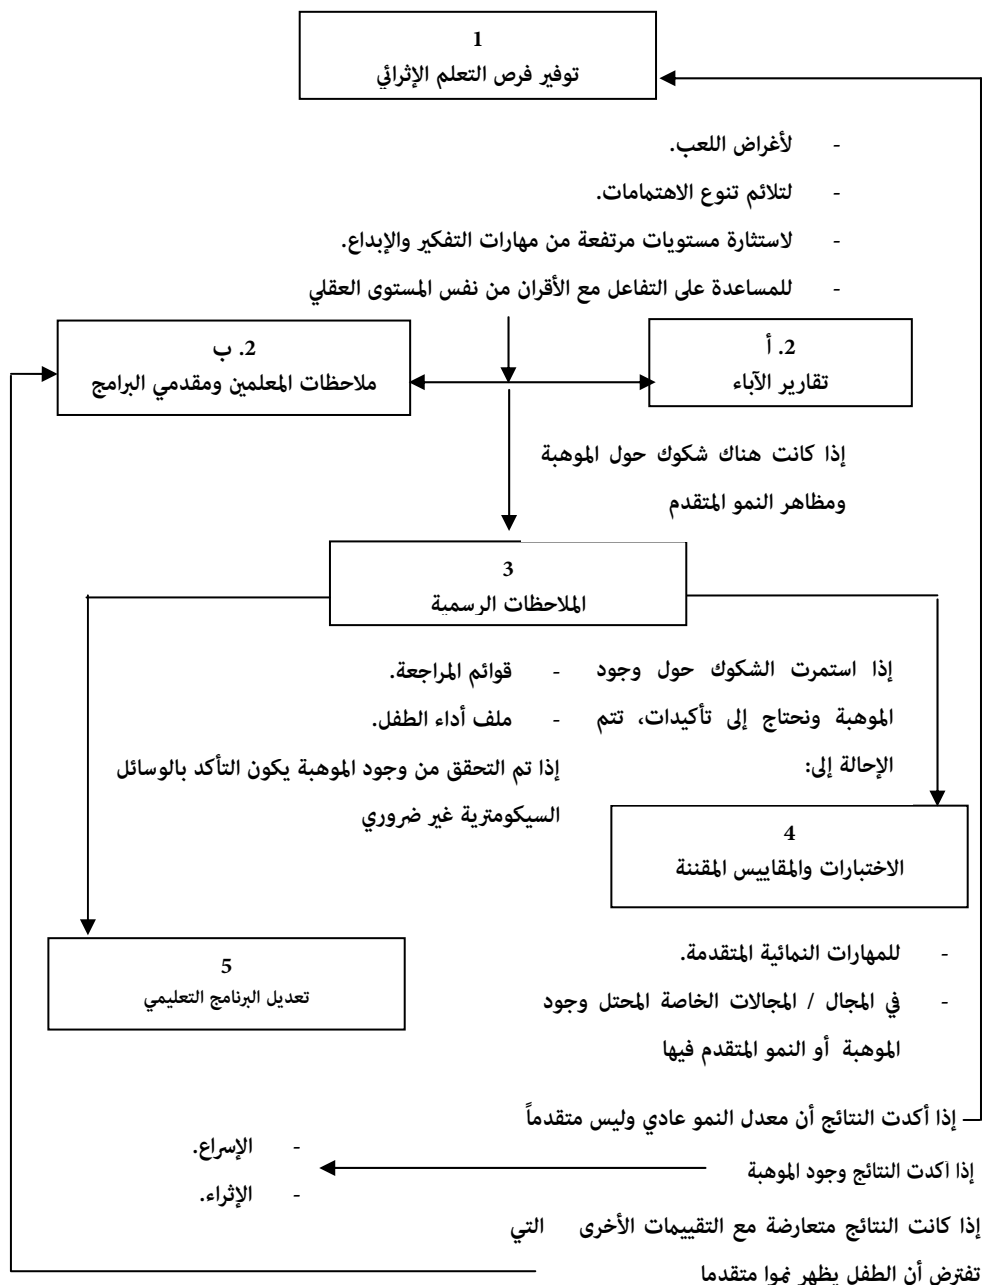 1
توفير فرص التعلم الإثرائي
- لأغراض اللعب.
- لتلائم تنوع الاهتمامات.
- لاستثارة مستويات مرتفعة من مهارات التفكير والإبداع.
- للمساعدة على التفاعل مع الأقران من نفس المستوى العقلي
2. أ
تقارير الآباء
2. ب
ملاحظات المعلمين ومقدمي البرامج
إذا كانت هناك شكوك حول الموهبة
ومظاهر النمو المتقدم
3
الملاحظات الرسمية
إذا استمرت الشكوك حول وجود
الموهبة ونحتاج إلى تأكيدات، تتم
الإحالة إلى:
- قوائم المراجعة.
- ملف أداء الطفل.
إذا تم التحقق من وجود الموهبة يكون التأكد بالوسائل
السيكومترية غير ضروري
4
الاختبارات والمقاييس المقننة
5
تعديل البرنامج التعليمي
- للمهارات النمائية المتقدمة.
- في المجال / المجالات الخاصة المحتل وجود
الموهبة أو النمو المتقدم فيها
إذا أكدت النتائج أن معدل النمو عادي وليس متقدماً
- الإسراع.
إذا أكدت النتائج وجود الموهبة
- الإثراء.
إذا كانت النتائج متعارضة مع التقييمات الأخرى التي
تفترض أن الطفل يظهر نموا متقدما